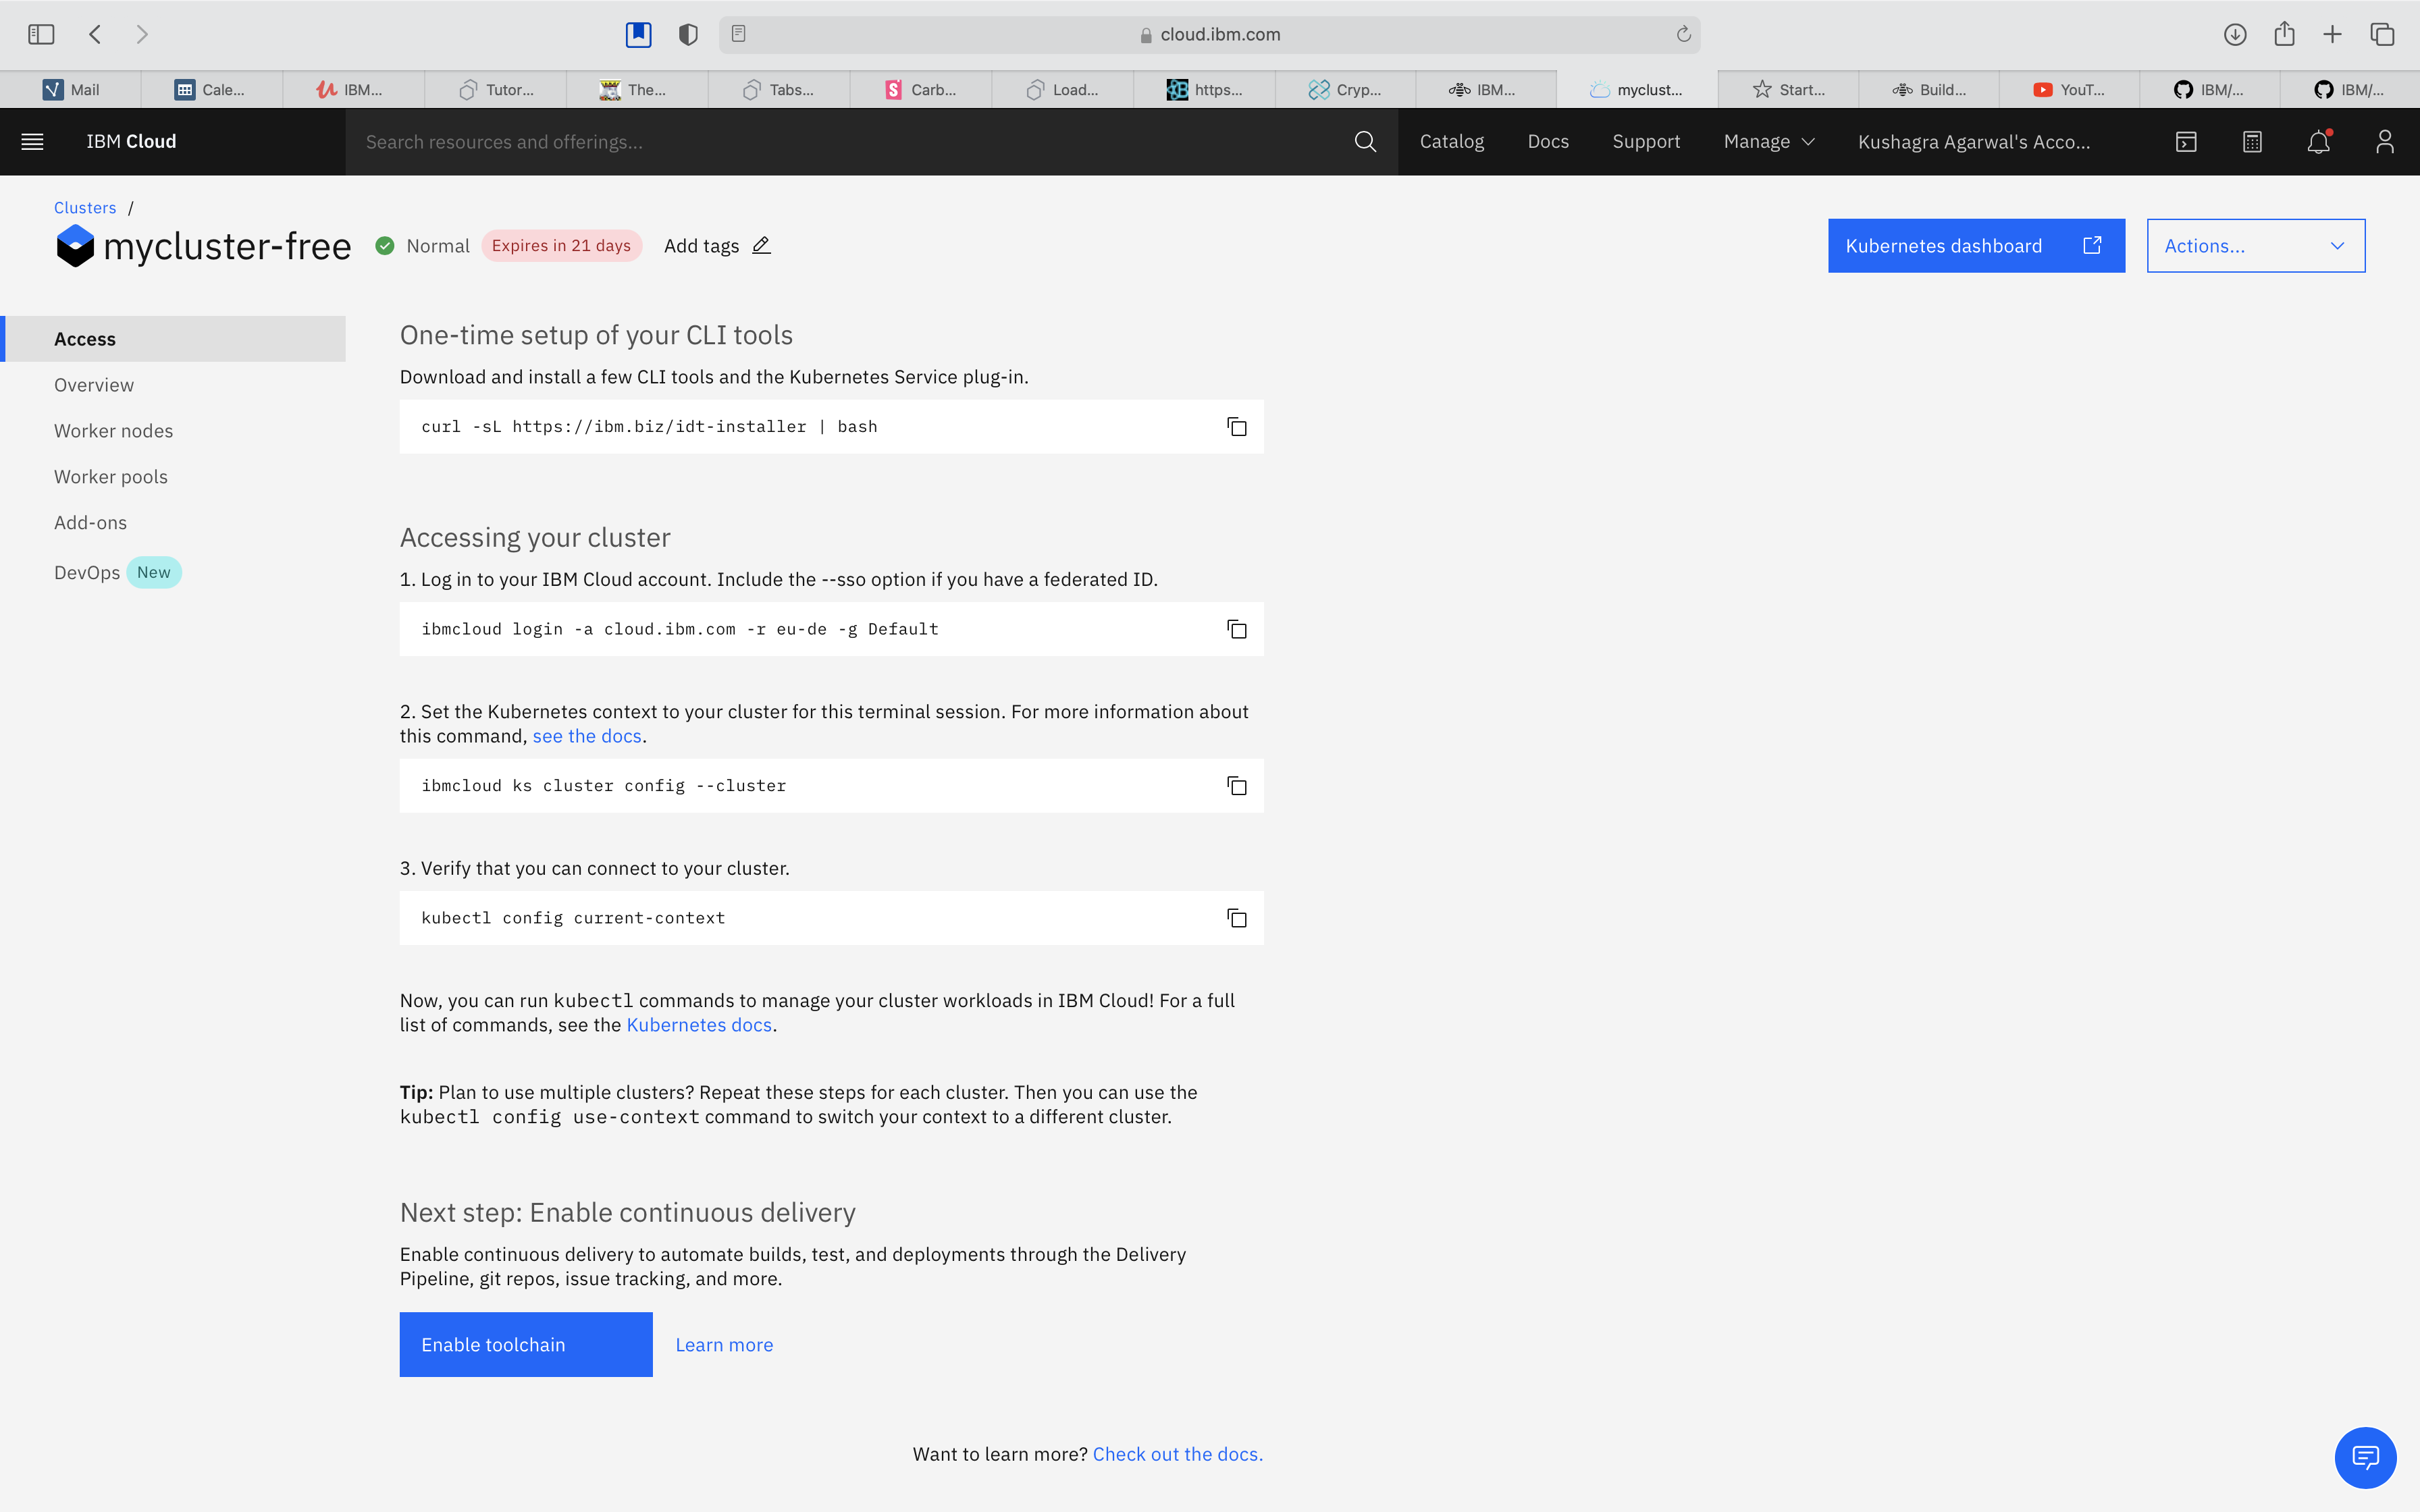 cloud.ibm.com
Mail
Cale...
IBM...
Tutor...
The...
Tabs...
Carb...
Load...
https...
Cryp...
IBM...
myclust...
Start...
Build...
YouT...
IBM/...
IBM/...
IBM Cloud
Search resources and offerings...
Catalog
Docs
Support
Manage
Kushagra Agarwal's Acco...
Clusters /
mycluster-free
Normal
Expires in 21 days
Add tags
Kubernetes dashboard
Actions...
Access
Overview
Worker nodes
Worker pools
Add-ons
DevOps New
One-time setup of your CLI tools
Download and install a few CLI tools and the Kubernetes Service plug-in.
curl -sL https://ibm.biz/idt-installer | bash
Accessing your cluster
1. Log in to your IBM Cloud account. Include the --sso option if you have a federated ID.
ibmcloud login -a cloud.ibm.com -r eu-de -g Default
2. Set the Kubernetes context to your cluster for this terminal session. For more information about
this command, see the docs.
ibmcloud ks cluster config --cluster
3. Verify that you can connect to your cluster.
kubectl config current-context
Now, you can run kubectl commands to manage your cluster workloads in IBM Cloud! For a full
list of commands, see the Kubernetes docs.
Tip: Plan to use multiple clusters? Repeat these steps for each cluster. Then you can use the
kubectl config use-context command to switch your context to a different cluster.
Next step: Enable continuous delivery
Enable continuous delivery to automate builds, test, and deployments through the Delivery
Pipeline, git repos, issue tracking, and more.
Enable toolchain
Learn more
Want to learn more? Check out the docs.